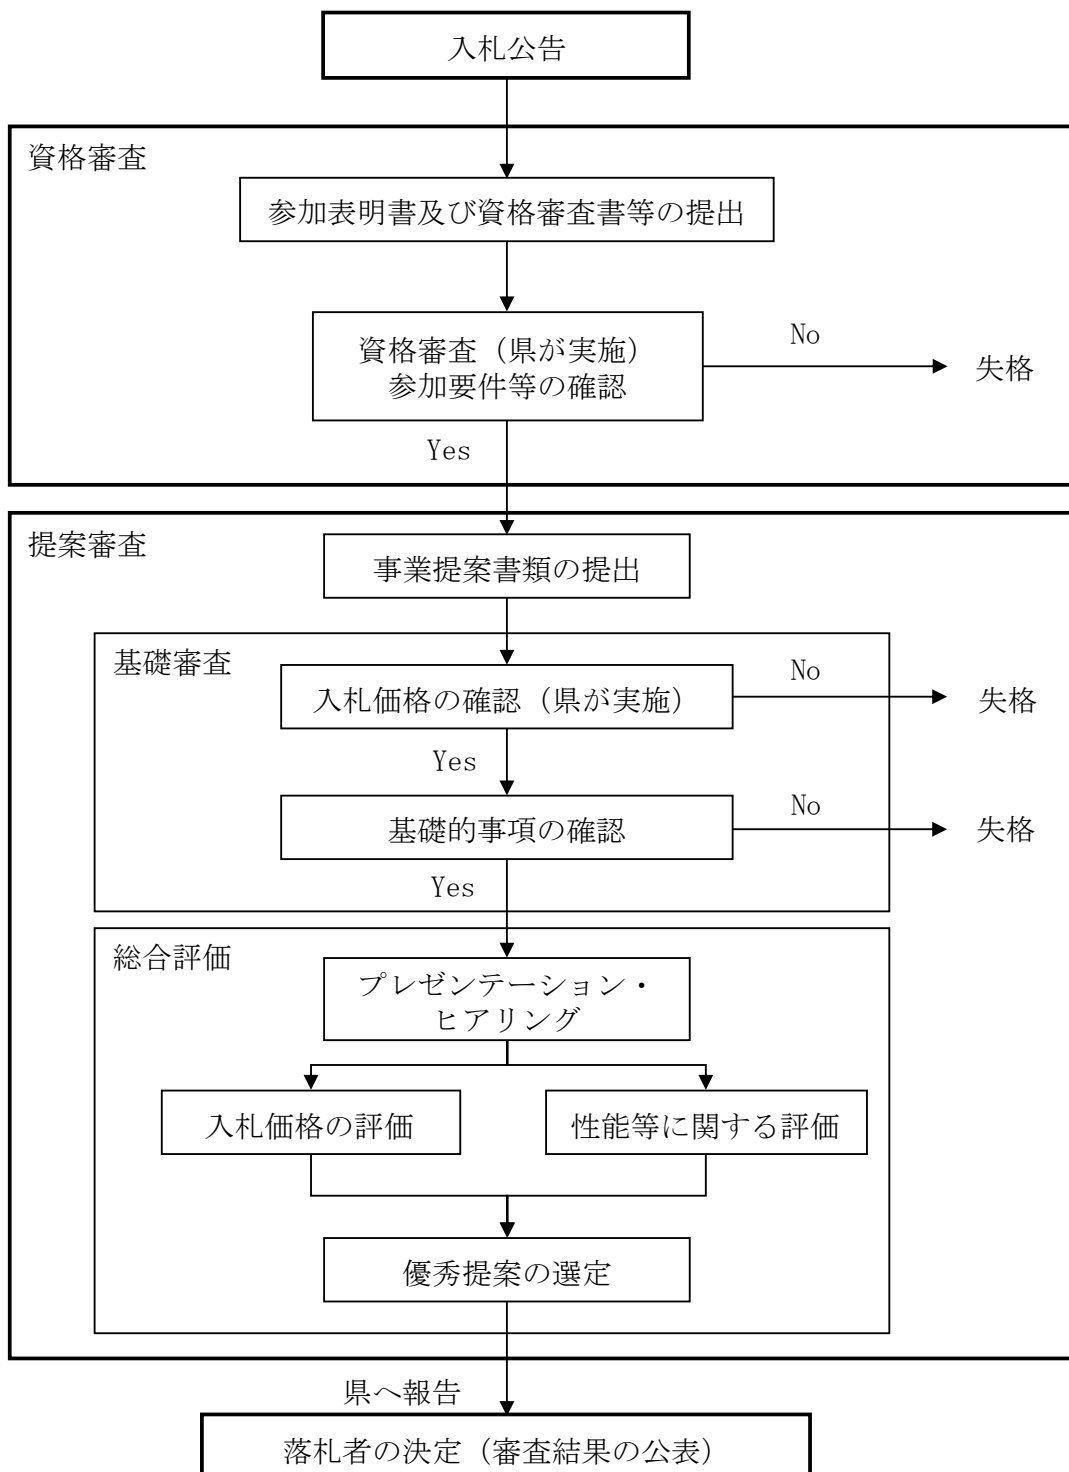 入札公告
資格審査
参加表明書及び資格審査書等の提出
資格審査（県が実施）
参加要件等の確認
No
失格
Yes
提案審査
事業提案書類の提出
基礎審査
入札価格の確認（県が実施）
No
失格
Yes
基礎的事項の確認
No
失格
Yes
総合評価
プレゼンテーション・
ヒアリング
入札価格の評価
性能等に関する評価
優秀提案の選定
県へ報告
落札者の決定（審査結果の公表）